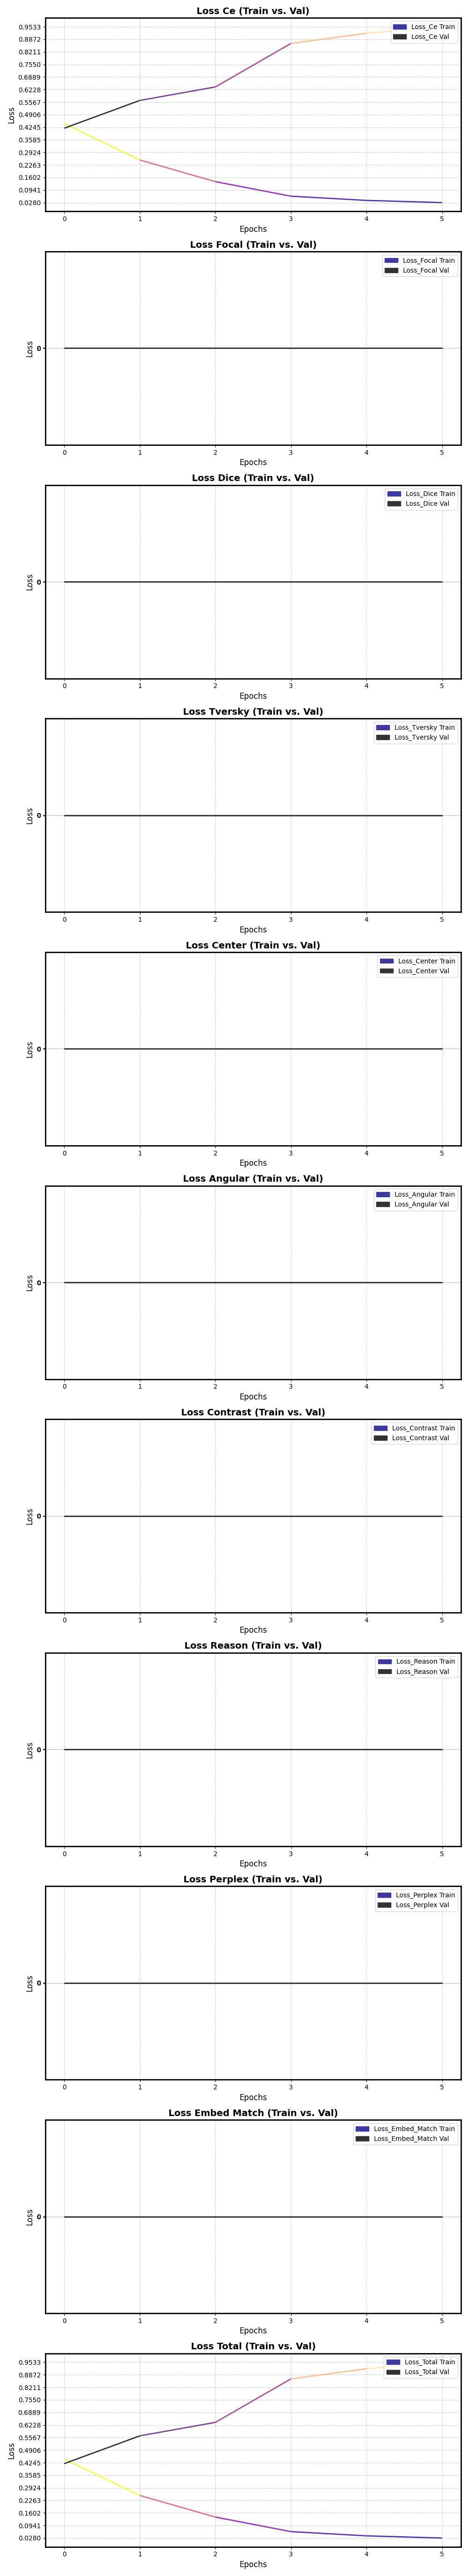 Loss Ce (Train vs. Val)
Loss_Ce Train
Loss_Ce Val
0.9533
0.8872
0.8211
0.7550
0.6889
0.6228
0.5567
0.4906
0.4245
0.3585
0.2924
0.2263
0.1602
0.0941
0.0280
Loss
0 1 2 3 4 5
Epochs
Loss Focal (Train vs. Val)
Loss_Focal Train
Loss_Focal Val
Loss
0
0 1 2 3 4 5
Epochs
Loss Dice (Train vs. Val)
Loss_Dice Train
Loss_Dice Val
Loss
0
0 1 2 3 4 5
Epochs
Loss Tversky (Train vs. Val)
Loss_Tversky Train
Loss_Tversky Val
Loss
0
0 1 2 3 4 5
Epochs
Loss Center (Train vs. Val)
Loss_Center Train
Loss_Center Val
Loss
0
0 1 2 3 4 5
Epochs
Loss Angular (Train vs. Val)
Loss_Angular Train
Loss_Angular Val
Loss
0
0 1 2 3 4 5
Epochs
Loss Contrast (Train vs. Val)
Loss_Contrast Train
Loss_Contrast Val
Loss
0
0 1 2 3 4 5
Epochs
Loss Reason (Train vs. Val)
Loss_Reason Train
Loss_Reason Val
Loss
0
0 1 2 3 4 5
Epochs
Loss Perplex (Train vs. Val)
Loss_Perplex Train
Loss_Perplex Val
Loss
0
0 1 2 3 4 5
Epochs
Loss Embed Match (Train vs. Val)
Loss_Embed_Match Train
Loss_Embed_Match Val
Loss
0
0 1 2 3 4 5
Epochs
Loss Total (Train vs. Val)
Loss_Total Train
Loss_Total Val
0.9533
0.8872
0.8211
0.7550
0.6889
0.6228
0.5567
0.4906
0.4245
0.3585
0.2924
0.2263
0.1602
0.0941
0.0280
Loss
0 1 2 3 4 5
Epochs